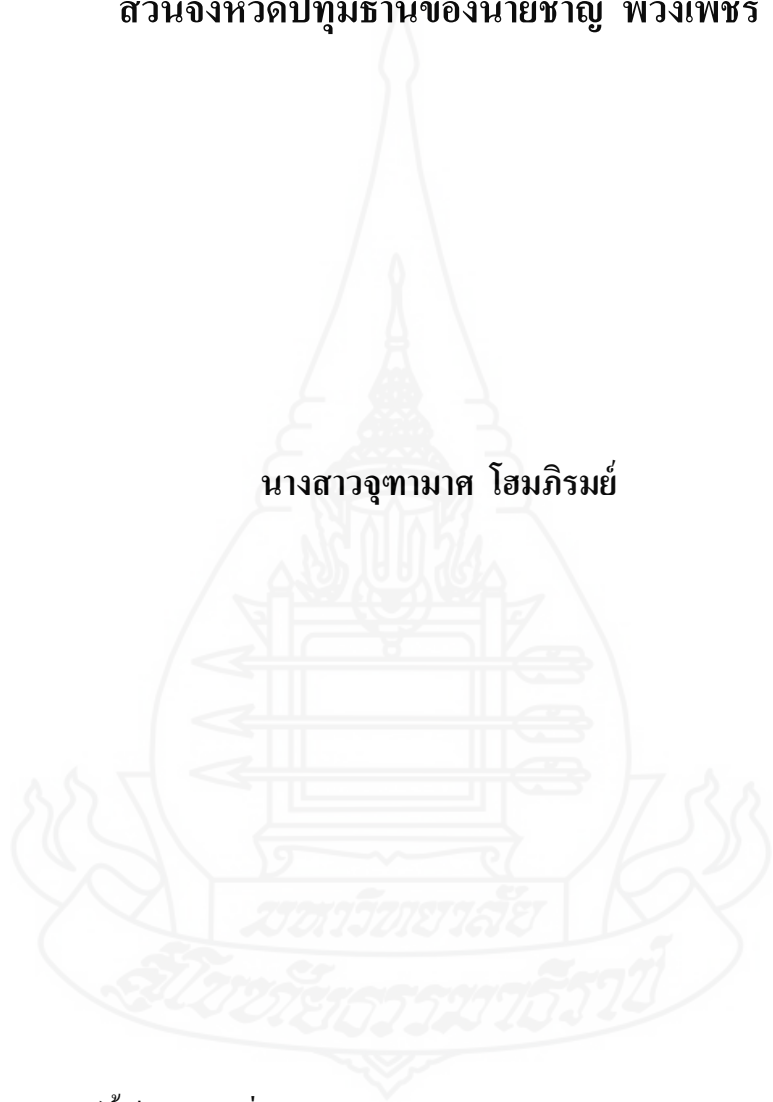 ส่วนจังหวัดปทุมธานีของนายชาญ พวงเพ็ชร์
นางสาวจุฑามาศ โฮมภิรมย์
มหาวิทยาลัย
สุโขทัยธรรมาธิราช